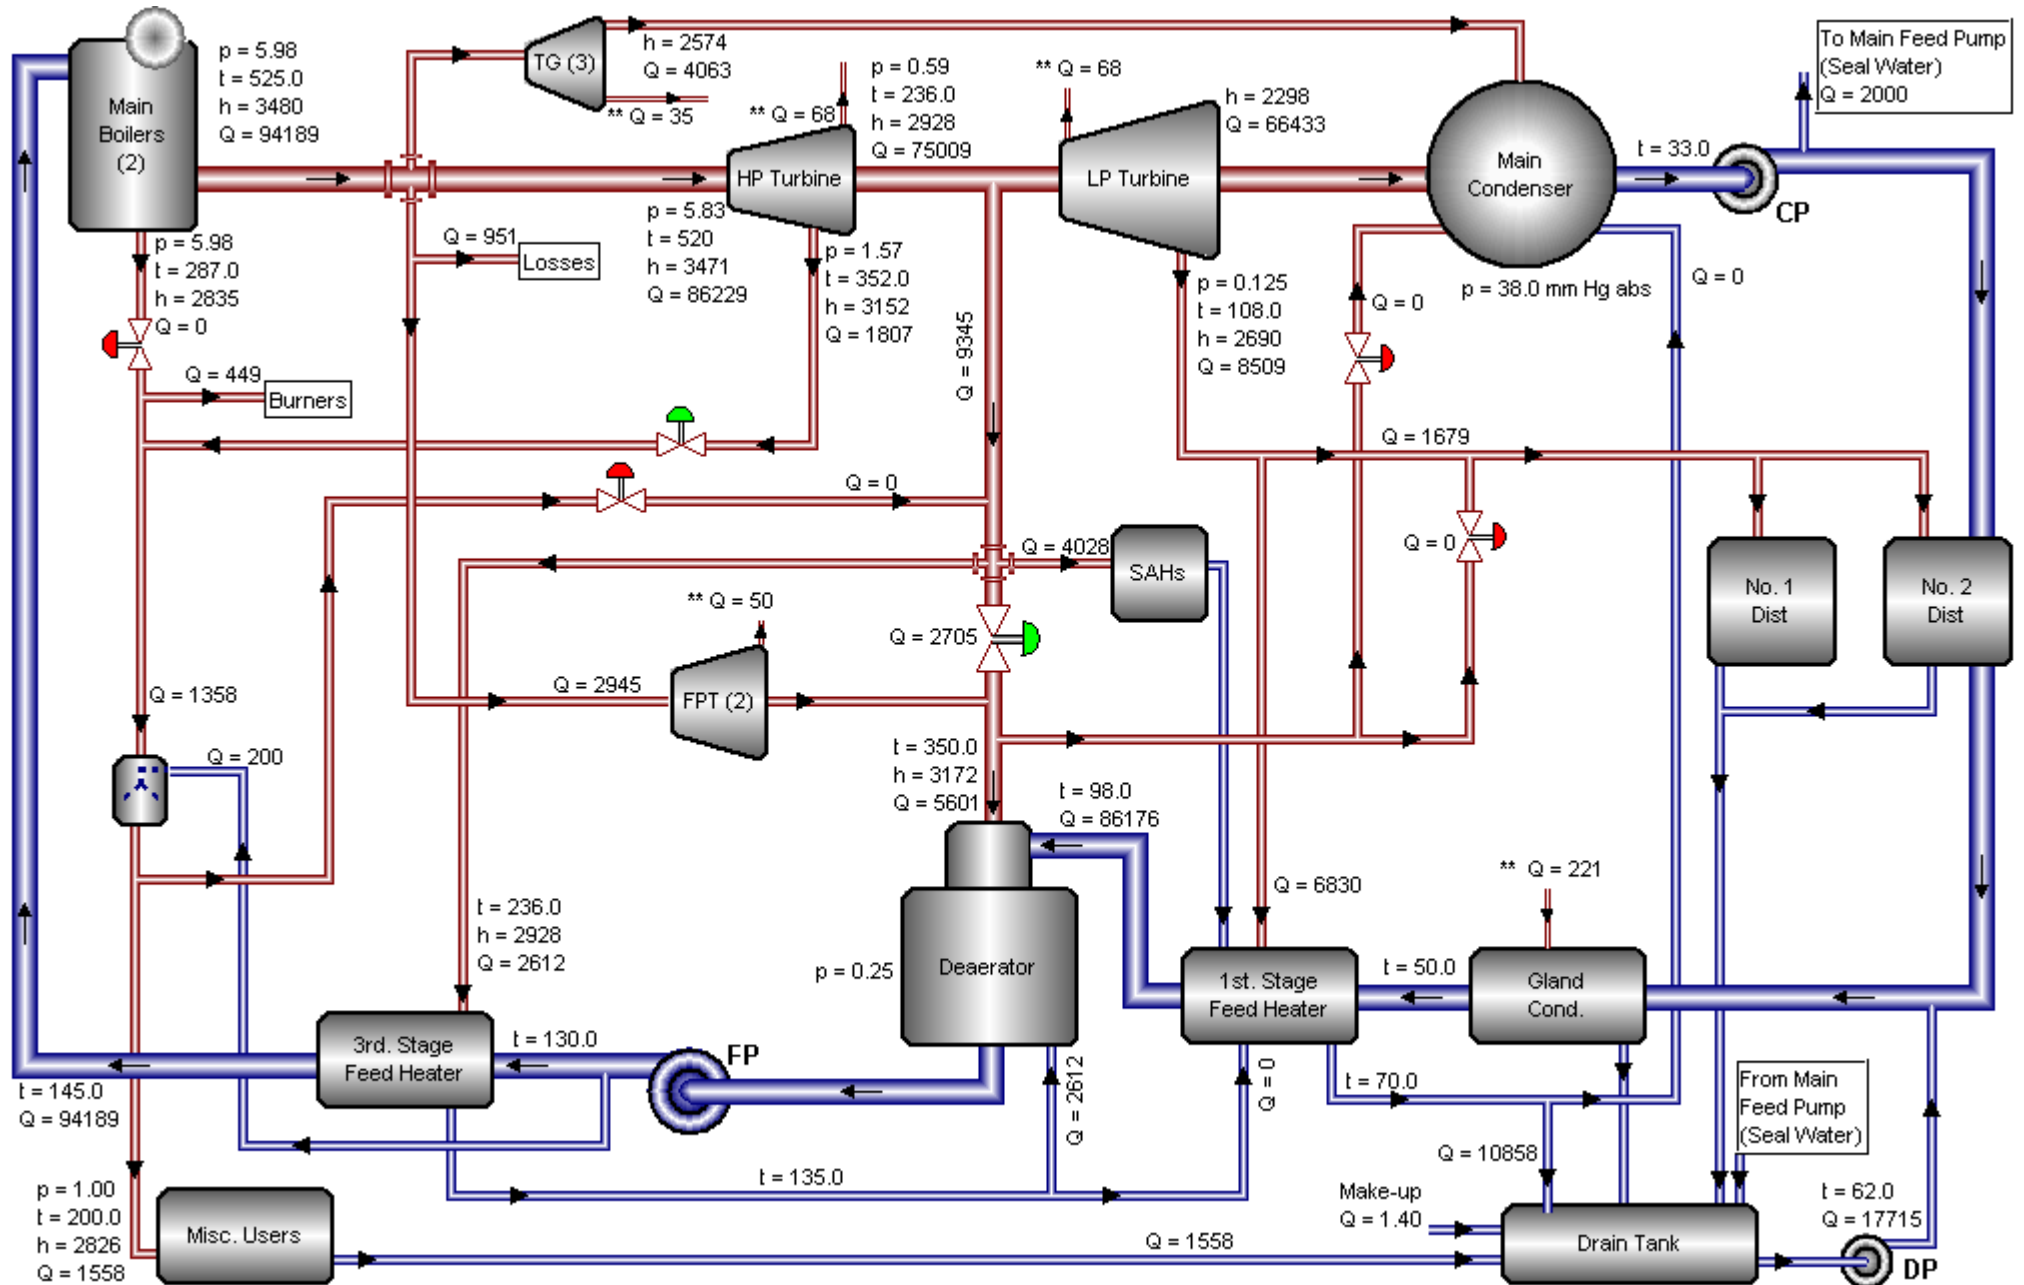 Main
Boilers
(2)
p = 5.98
t = 525.0
h = 3480
Q = 94189
TG (3)
h = 2574
Q = 4063
** Q = 35
** Q = 68
p = 0.59
t = 236.0
h = 2928
Q = 75009
HP Turbine
** Q = 68
LP Turbine
h = 2298
Q = 66433
Main
Condenser
p = 38.0 mm Hg abs
t = 33.0
CP
To Main Feed Pump
(Seal Water)
Q = 2000
p = 5.98
t = 287.0
h = 2835
Q = 0
Q = 951
Losses
p = 5.83
t = 520
h = 3471
Q = 86229
p = 1.57
t = 352.0
h = 3152
Q = 1807
Q = 9345
p = 0.125
t = 108.0
h = 2690
Q = 8509
Q = 0
Q = 0
Q = 449
Burners
Q = 1679
Q = 0
Q = 4028
SAHs
Q = 0
No. 1
Dist
No. 2
Dist
** Q = 50
Q = 2705
Q = 2945
FPT (2)
Q = 1358
Q = 200
t = 350.0
h = 3172
Q = 5601
t = 98.0
Q = 86176
t = 236.0
h = 2928
Q = 2612
p = 0.25
Deaerator
Q = 6830
** Q = 221
1st. Stage
Feed Heater
t = 50.0
Gland
Cond.
3rd. Stage
Feed Heater
t = 130.0
FP
Q = 2612
Q = 0
t = 70.0
From Main
Feed Pump
(Seal Water)
t = 145.0
Q = 94189
t = 135.0
Q = 10858
Make-up
Q = 1.40
t = 62.0
Q = 17715
p = 1.00
t = 200.0
h = 2826
Q = 1558
Misc. Users
Q = 1558
Drain Tank
DP